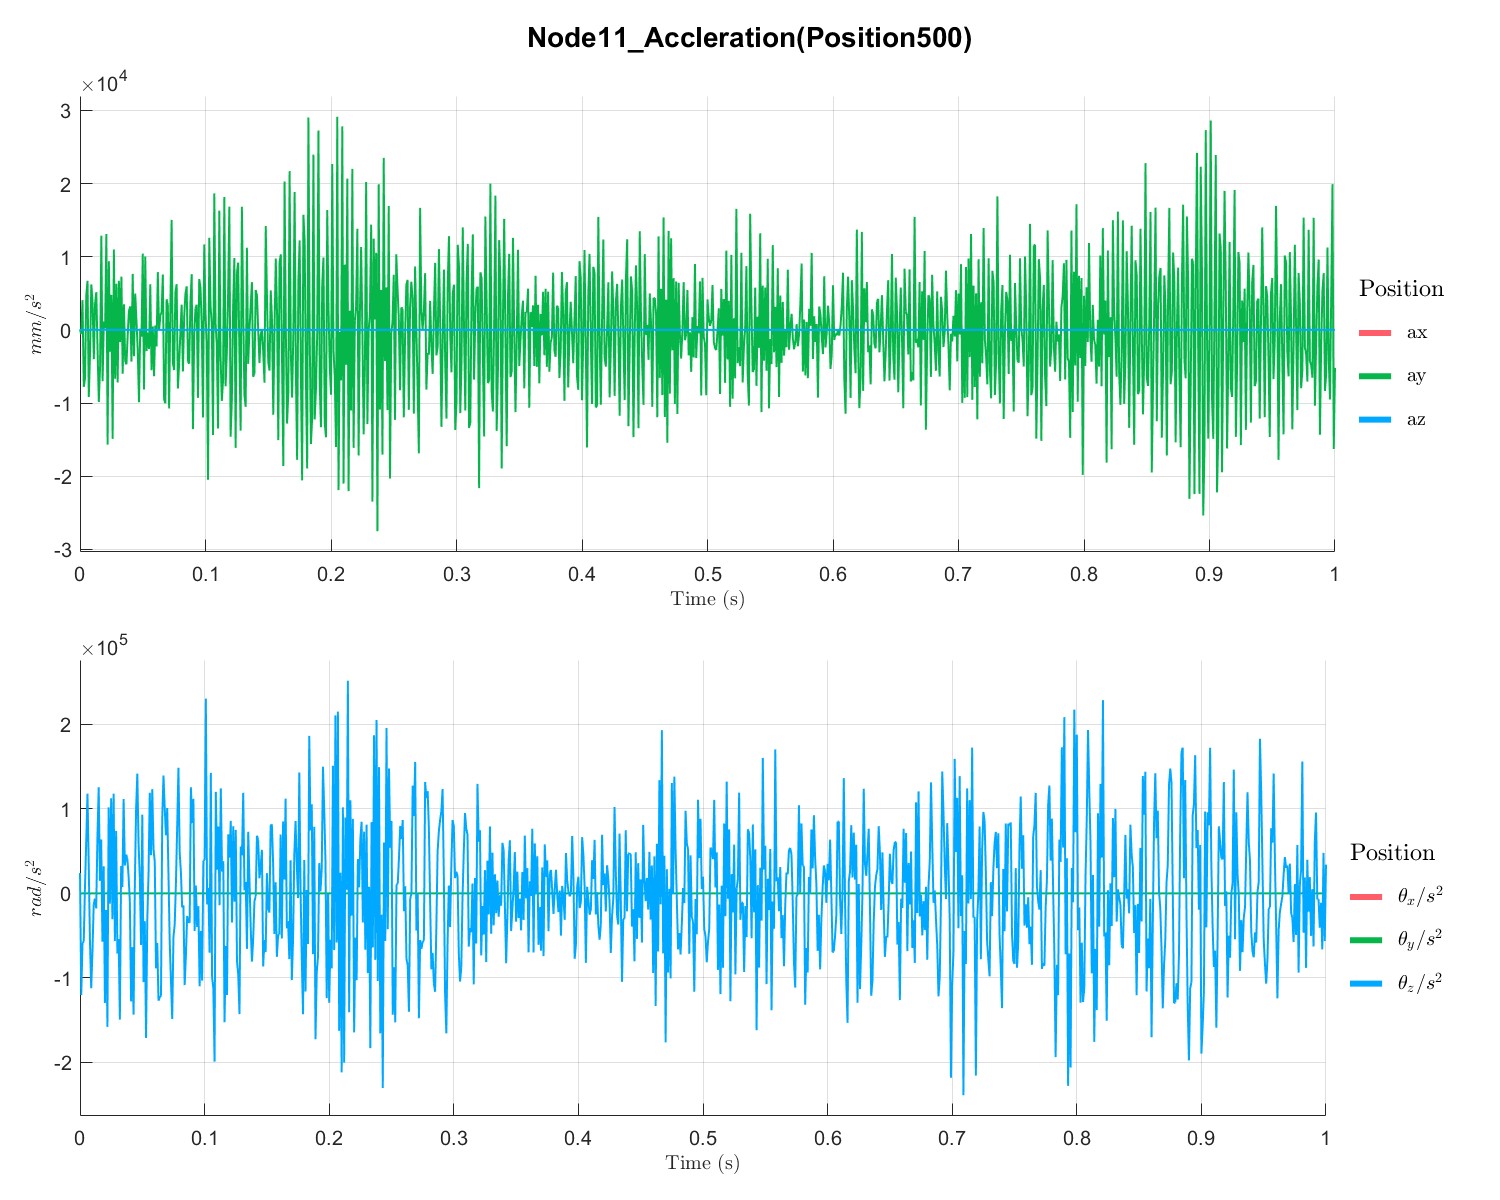 Node11_Accleration(Position500)
×10^4
3
2
1
0
-1
-2
-3
mm/s^2
0 0.1 0.2 0.3 0.4 0.5 0.6 0.7 0.8 0.9 1
Time (s)
Position
ax
ay
az
×10^5
2
1
0
-1
-2
rad/s^2
0 0.1 0.2 0.3 0.4 0.5 0.6 0.7 0.8 0.9 1
Time (s)
Position
θ_x/s^2
θ_y/s^2
θ_z/s^2